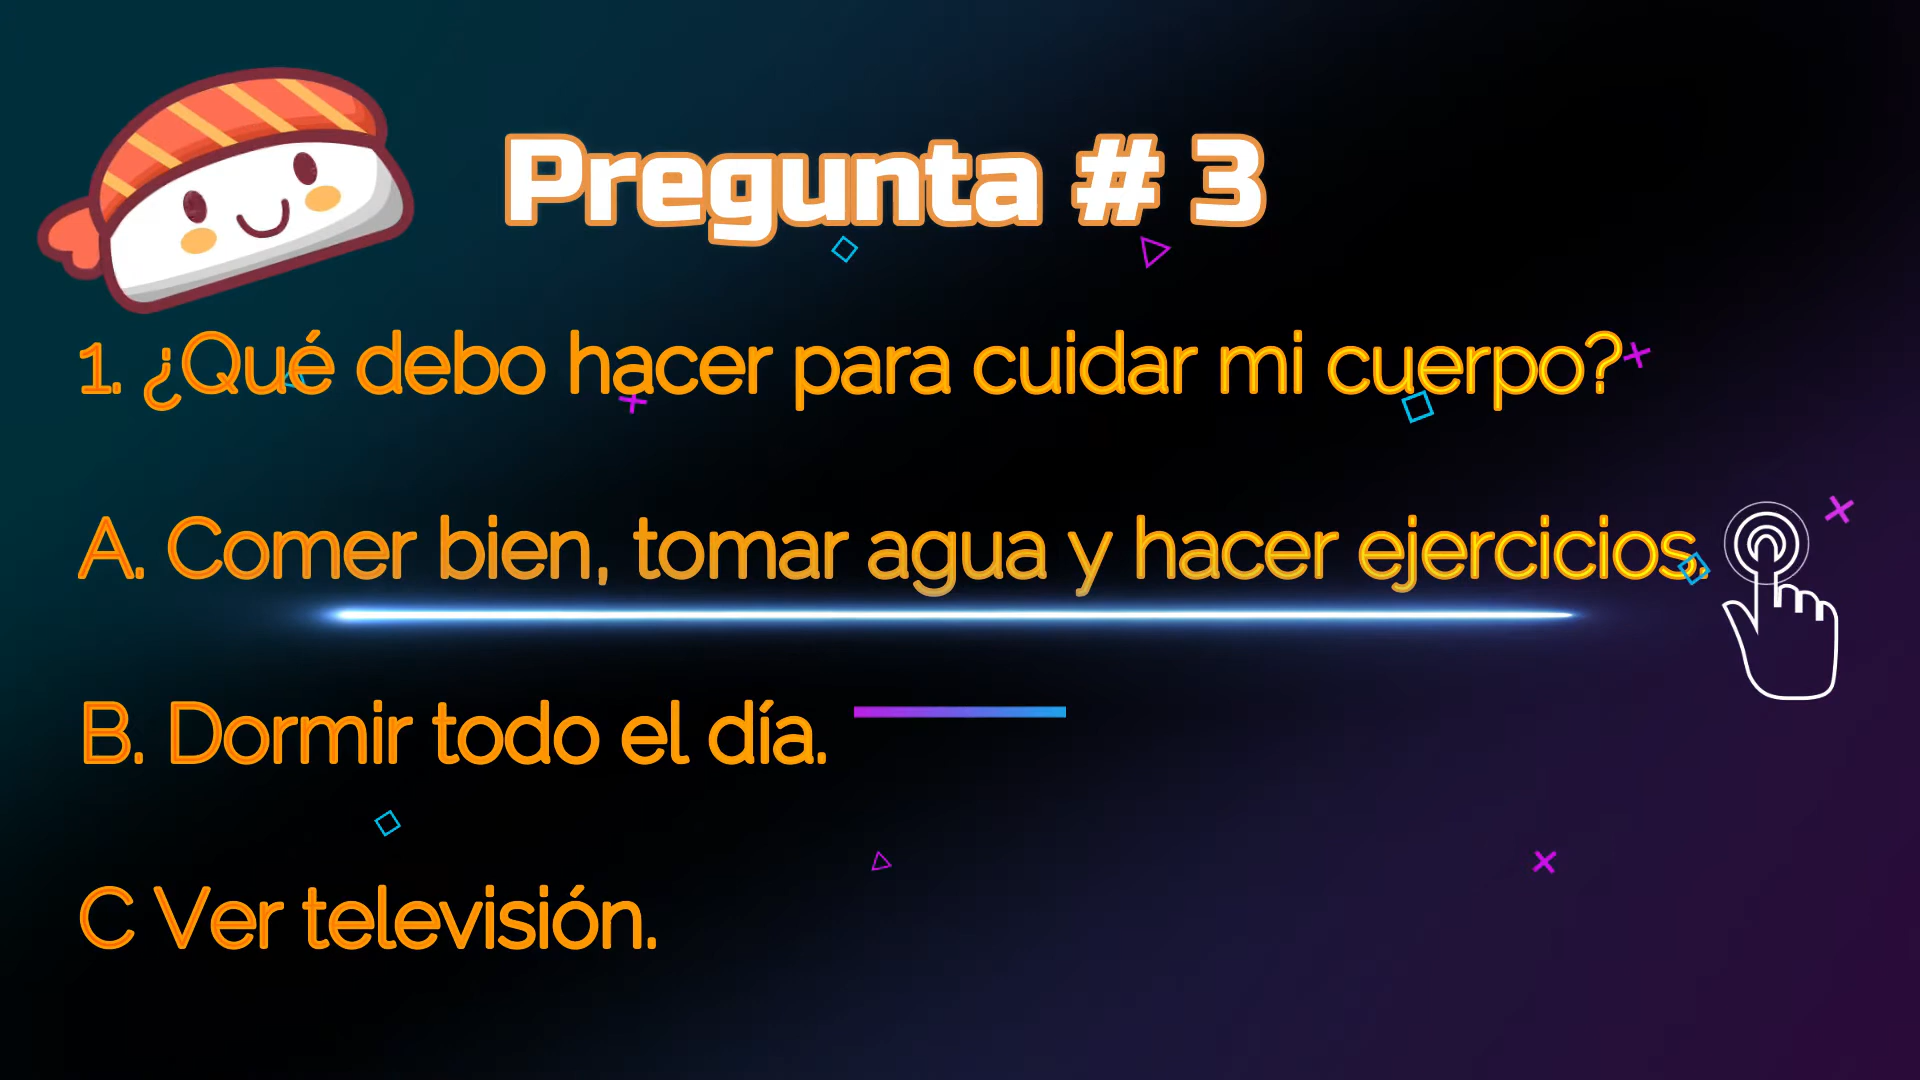 Pregunta # 3
1. ¿Qué debo hacer para cuidar mi cuerpo?
A. Comer bien, tomar agua y hacer ejercicios.
B. Dormir todo el día.
C Ver televisión.